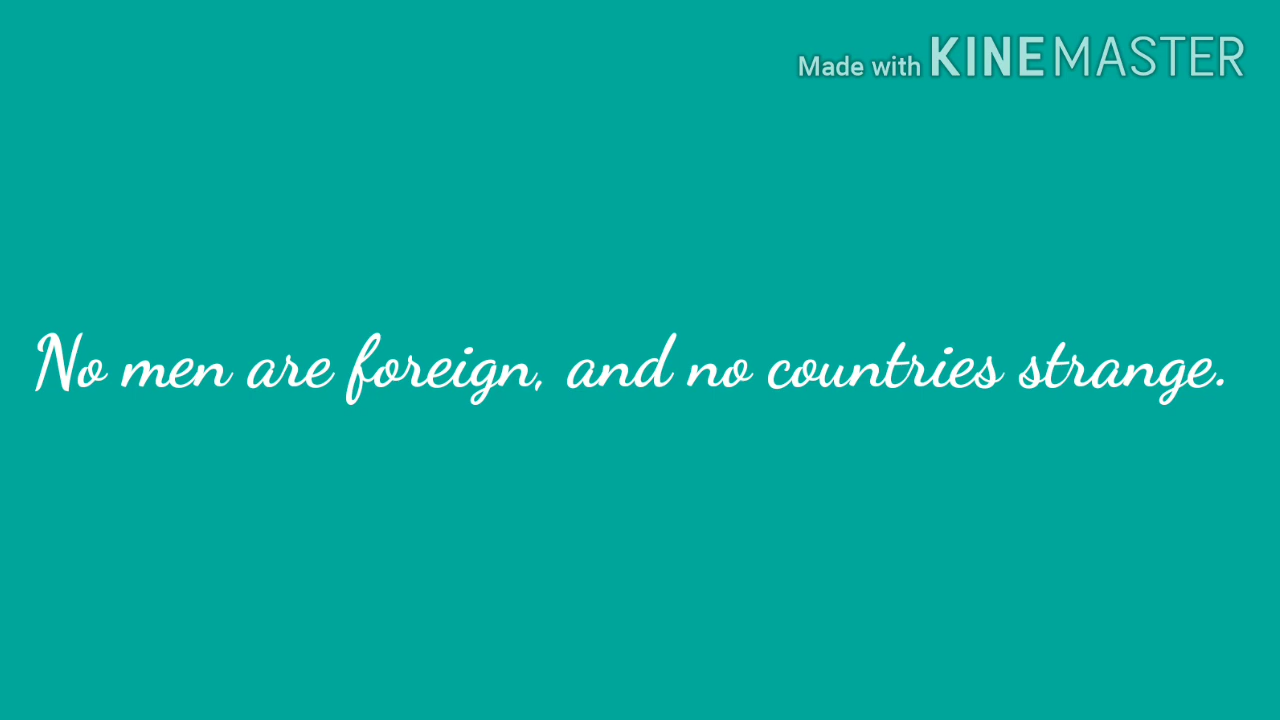 Made with KINEMASTER
No men are foreign, and no countries strange.